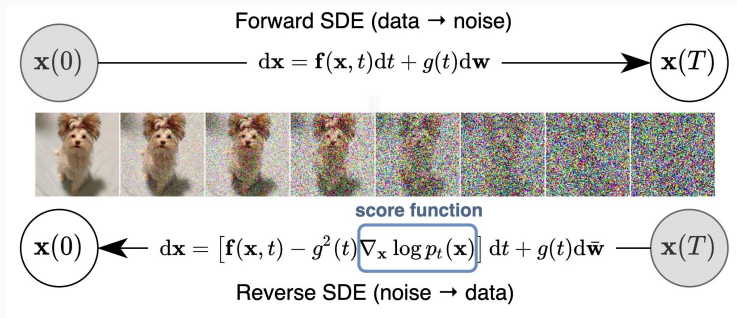 Forward SDE (data → noise)
x(0) dx = f(x, t)dt + g(t)dw x(T)
score function
x(0) dx = [f(x, t) − g²(t)∇ₓ log pₜ(x)] dt + g(t)dw̄ x(T)
Reverse SDE (noise → data)